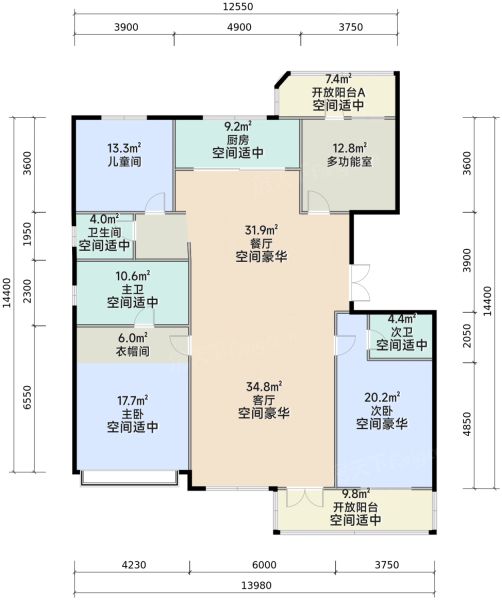 12550
3900
4900
3750
7.4㎡
开放阳台A
空间适中
3600
13.3㎡
儿童间
9.2㎡
厨房
空间适中
12.8㎡
多功能室
3600
1950
4.0㎡
卫生间
空间适中
31.9㎡
餐厅
空间豪华
3900
14400
2300
10.6㎡
主卫
空间适中
14400
6.0㎡
衣帽间
4.4㎡
次卫
空间适中
2050
6550
17.7㎡
主卧
空间适中
34.8㎡
客厅
空间豪华
20.2㎡
次卧
空间豪华
4850
9.8㎡
开放阳台
空间适中
4230
6000
3750
13980